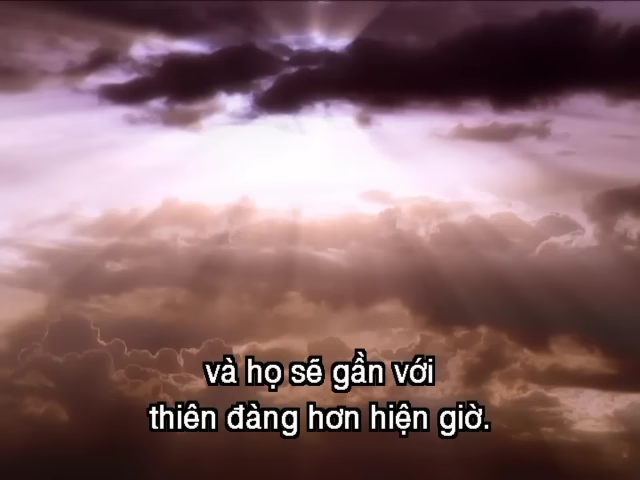 và họ sẽ gần với
thiên đàng hơn hiện giờ.